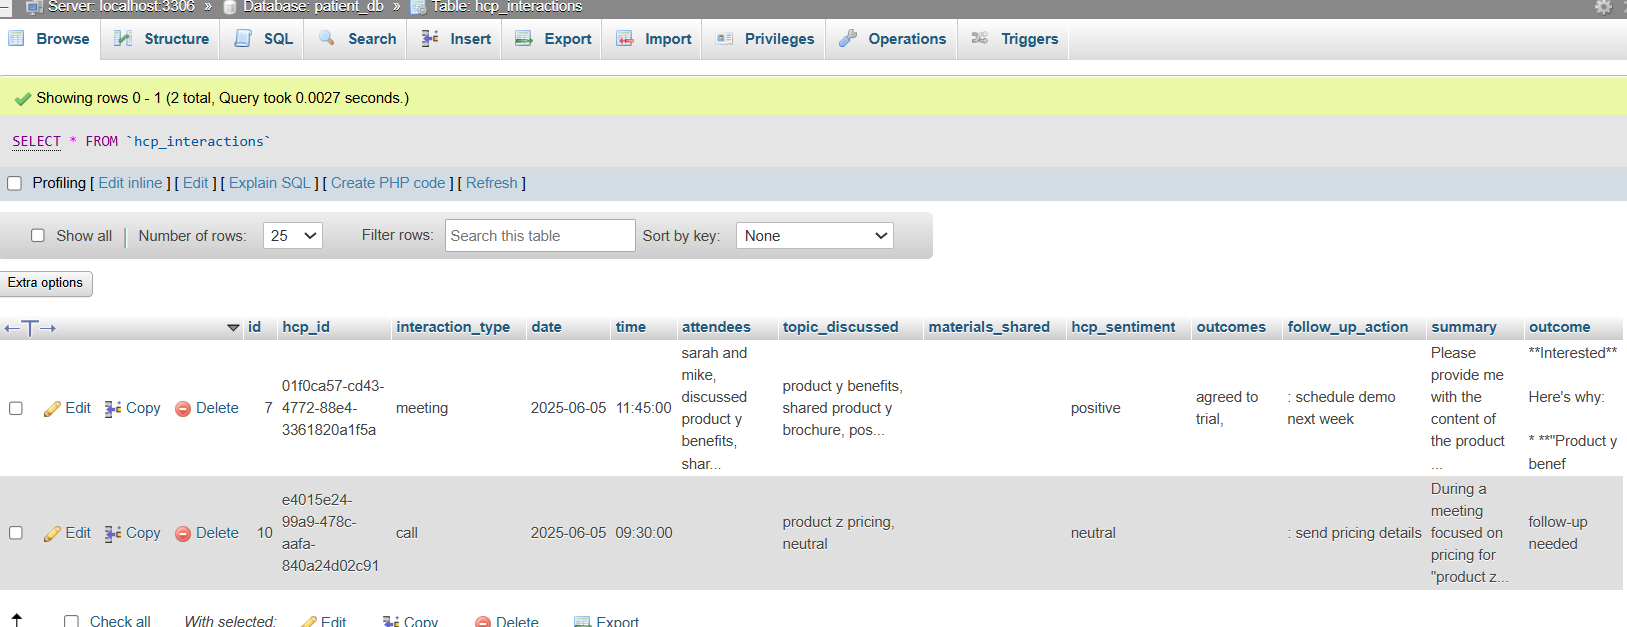 Server: localhost:3306 » Database: patient_db » Table: hcp_interactions
Browse Structure SQL Search Insert Export Import Privileges Operations Triggers
Showing rows 0 - 1 (2 total, Query took 0.0027 seconds.)
SELECT * FROM `hcp_interactions`
Profiling [ Edit inline ] [ Edit ] [ Explain SQL ] [ Create PHP code ] [ Refresh ]
Show all | Number of rows: 25 Filter rows: Search this table Sort by key: None
Extra options
←T→ id hcp_id interaction_type date time attendees topic_discussed materials_shared hcp_sentiment outcomes follow_up_action summary outcome
Edit Copy Delete 7
01f0ca57-cd43-
4772-88e4-
3361820a1f5a
meeting
2025-06-05
11:45:00
sarah and
mike,
discussed
product y
benefits,
shar...
product y benefits,
shared product y
brochure, pos...
positive
agreed to
trial,
: schedule demo
next week
Please
provide me
with the
content of
the product
...
**Interested**
Here's why:
* **"Product y
benef
Edit Copy Delete 10
e4015e24-
99a9-478c-
aafa-
840a24d02c91
call
2025-06-05
09:30:00
product z pricing,
neutral
neutral
: send pricing details
During a
meeting
focused on
pricing for
"product z...
follow-up
needed
Check all With selected: Edit Copy Delete Export